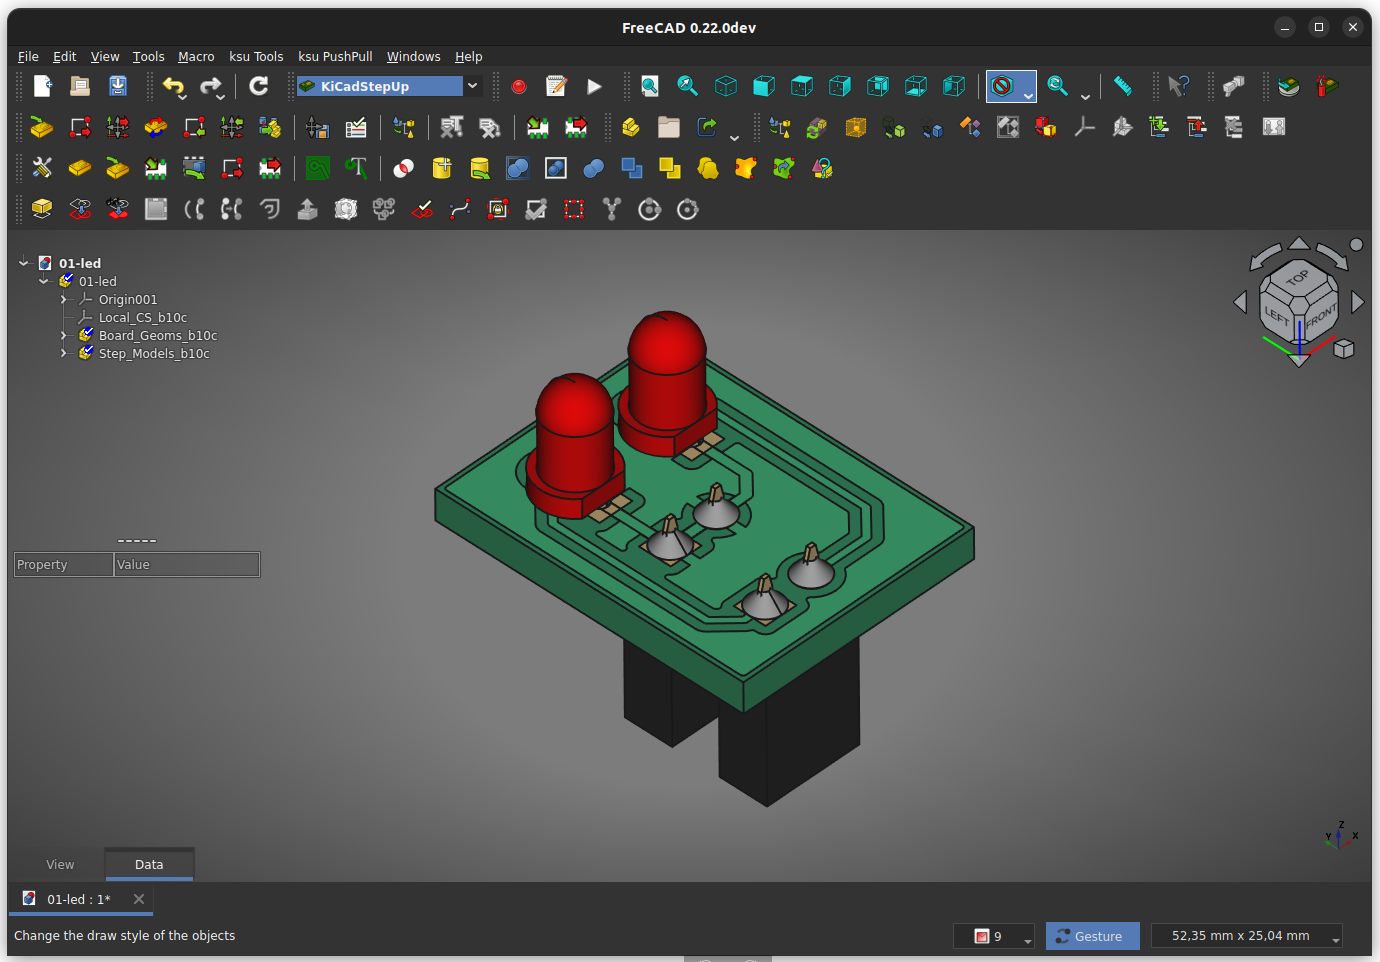 FreeCAD 0.22.0dev
File Edit View Tools Macro ksu Tools ksu PushPull Windows Help
KiCadStepUp
01-led
01-led
Origin001
Local_CS_b10c
Board_Geoms_b10c
Step_Models_b10c
TOP
LEFT FRONT
Property Value
Z
Y X
View Data
01-led : 1*
Change the draw style of the objects
9 Gesture 52,35 mm x 25,04 mm